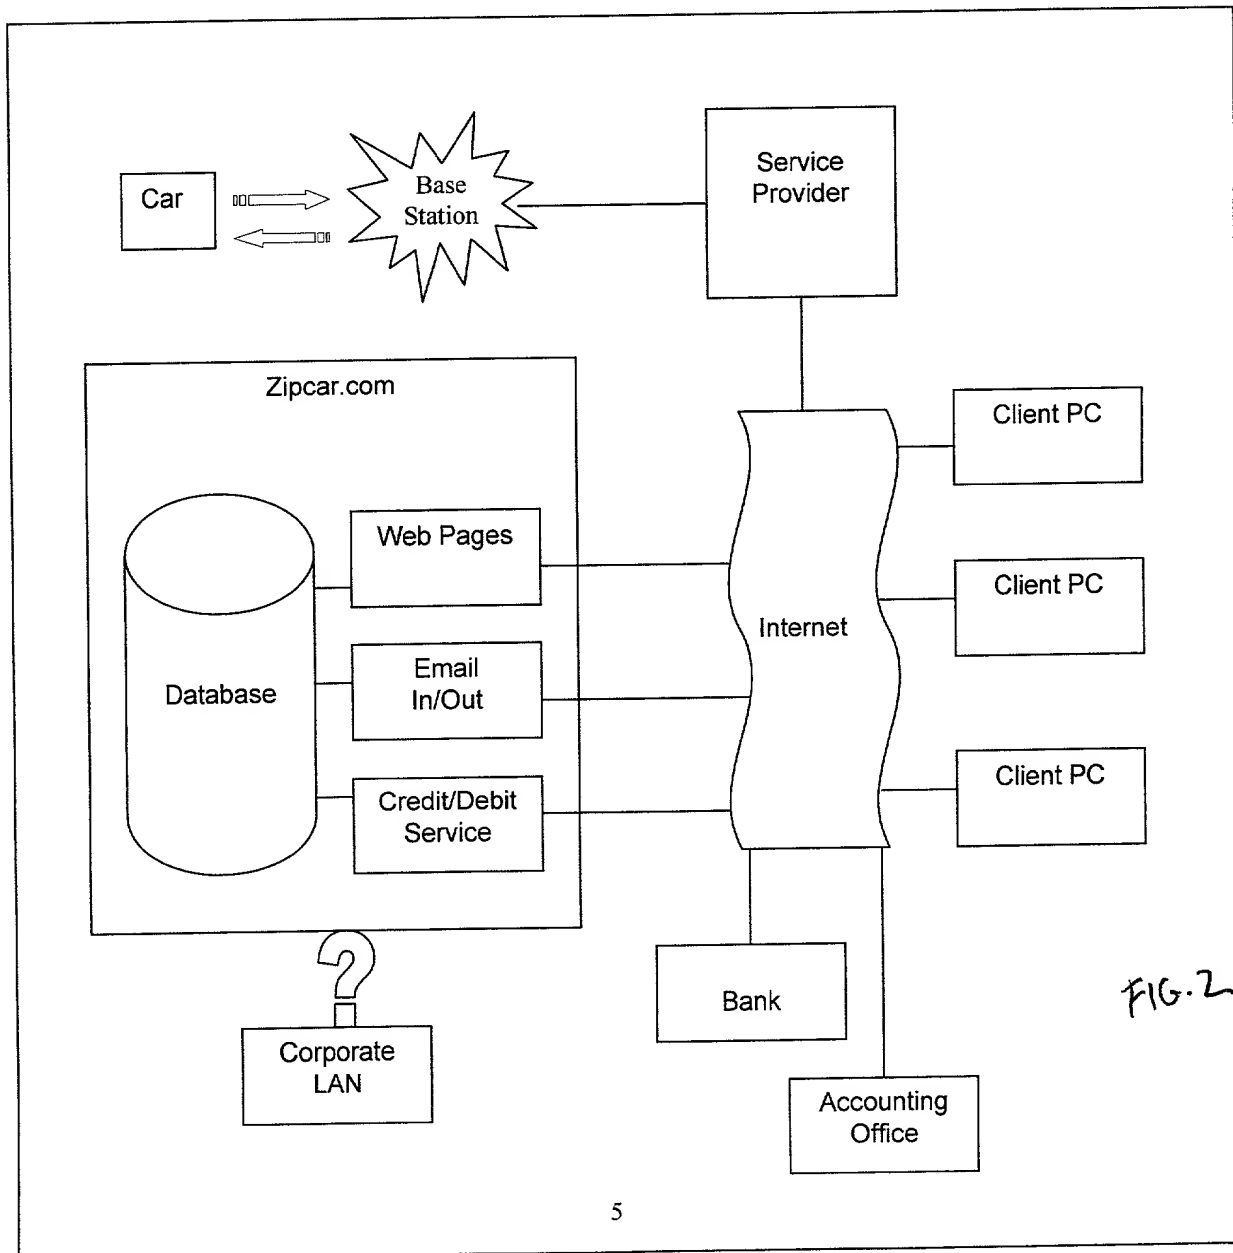 Car
Base
Station
Service
Provider
Zipcar.com
Client PC
Web Pages
Client PC
Internet
Email
In/Out
Database
Client PC
Credit/Debit
Service
?
Bank
FIG. 2
Corporate
LAN
Accounting
Office
5